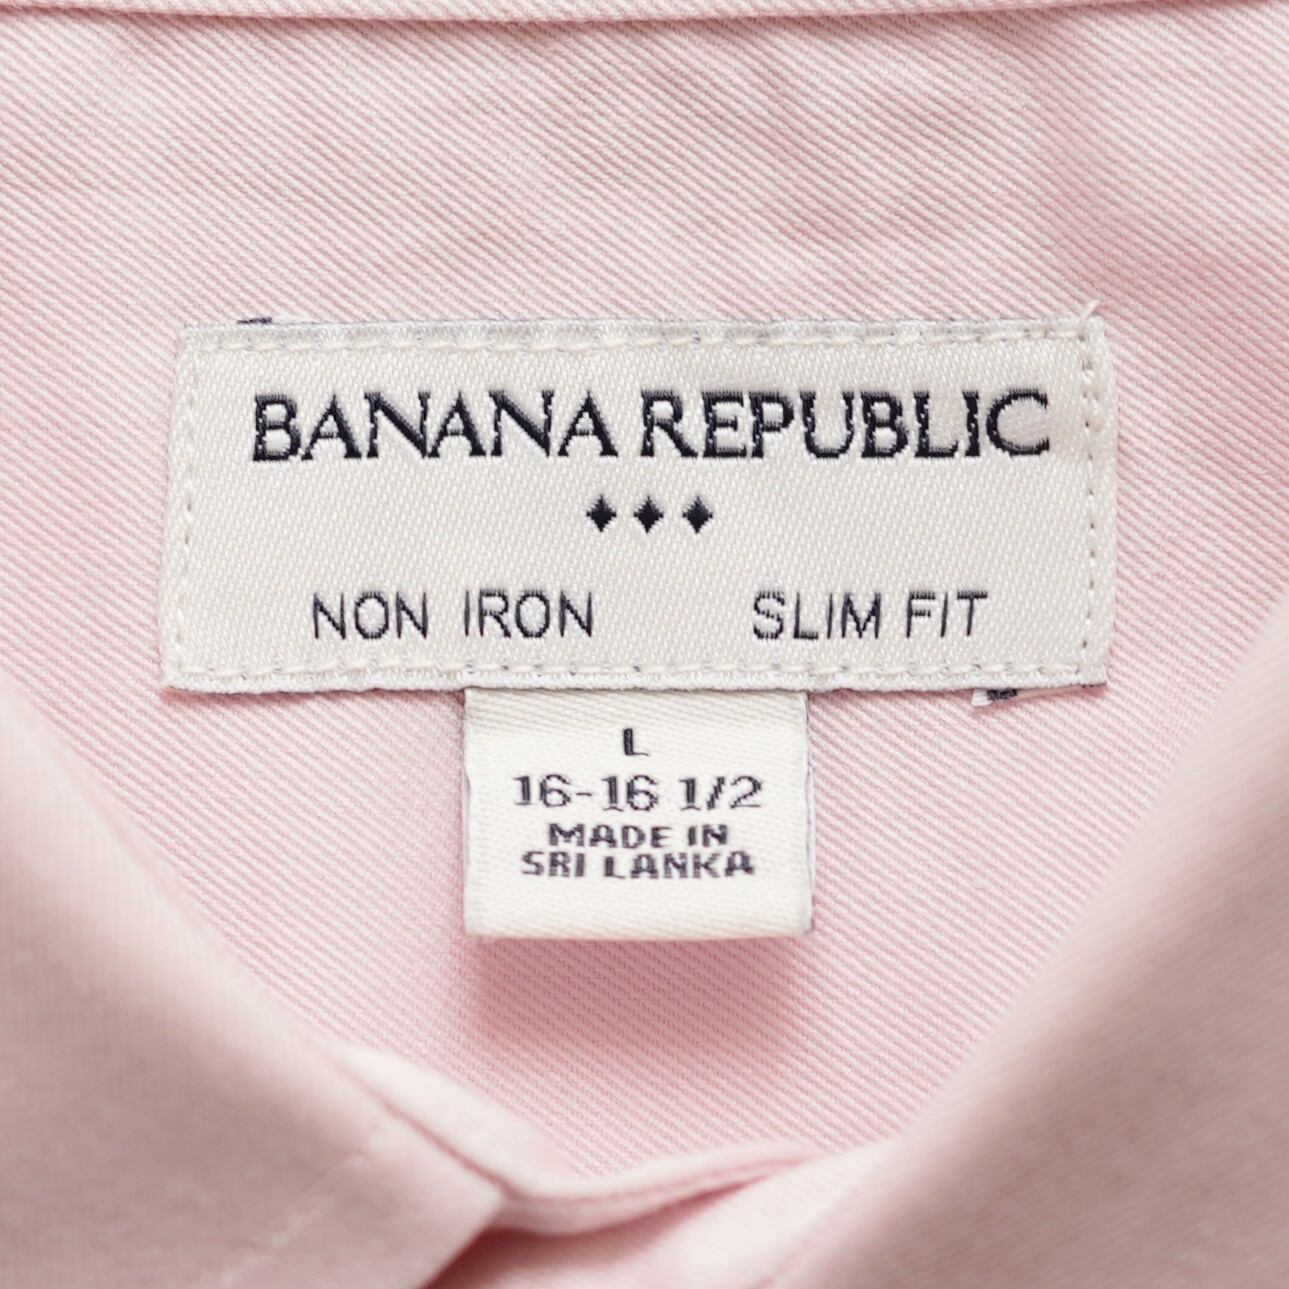 BANANA REPUBLIC
NON IRON SLIM FIT
L
16-16 1/2
MADE IN
SRI LANKA